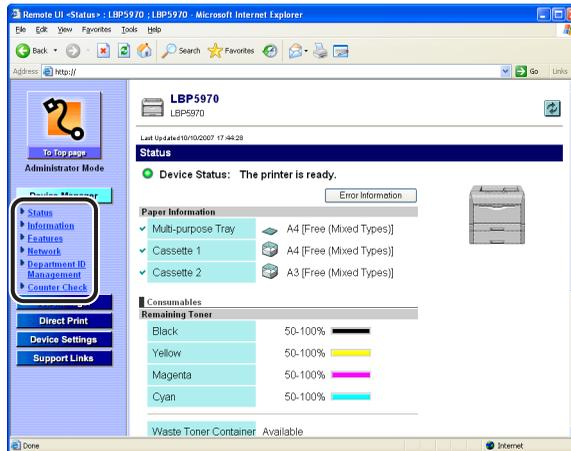 Remote UI <Status> : LBP5970 ; LBP5970 - Microsoft Internet Explorer
File Edit View Favorites Tools Help
Back Search Favorites
Address http:// Go Links
To Top page
Administrator Mode
Device Manager
Status
Information
Features
Network
Department ID
Management
Counter Check
Direct Print
Device Settings
Support Links
LBP5970
LBP5970
Last Updated 10/10/2007 17:44:28
Status
Device Status: The printer is ready.
Error Information
Paper Information
Multi-purpose Tray A4 [Free (Mixed Types)]
Cassette 1 A4 [Free (Mixed Types)]
Cassette 2 A3 [Free (Mixed Types)]
Consumables
Remaining Toner
Black 50-100%
Yellow 50-100%
Magenta 50-100%
Cyan 50-100%
Waste Toner Container Available
Done Internet